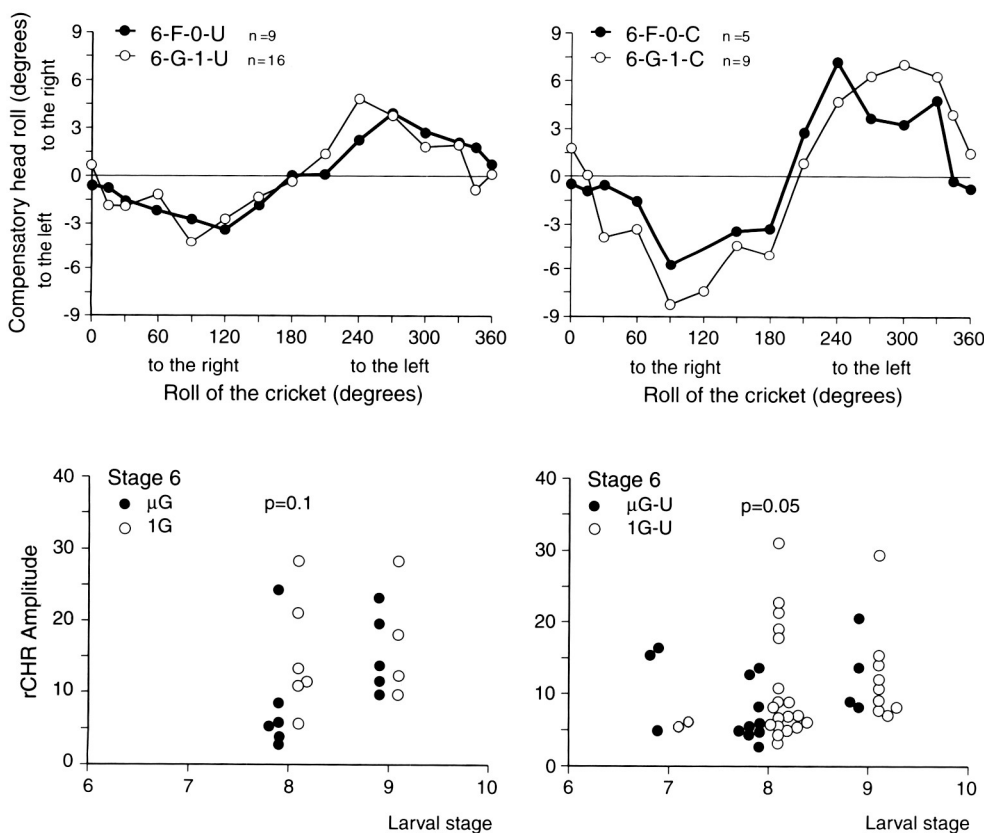 Compensatory head roll (degrees)
to the right
to the left
6-F-0-U n=9
6-G-1-U n=16
9
6
3
0
-3
-6
-9
0 60 120 180 240 300 360
to the right to the left
Roll of the cricket (degrees)
6-F-0-C n=5
6-G-1-C n=9
9
6
3
0
-3
-6
-9
0 60 120 180 240 300 360
to the right to the left
Roll of the cricket (degrees)
rCHR Amplitude
Stage 6
μG
1G
p=0.1
40
30
20
10
0
6 7 8 9 10
Larval stage
Stage 6
μG-U
1G-U
p=0.05
40
30
20
10
0
6 7 8 9 10
Larval stage